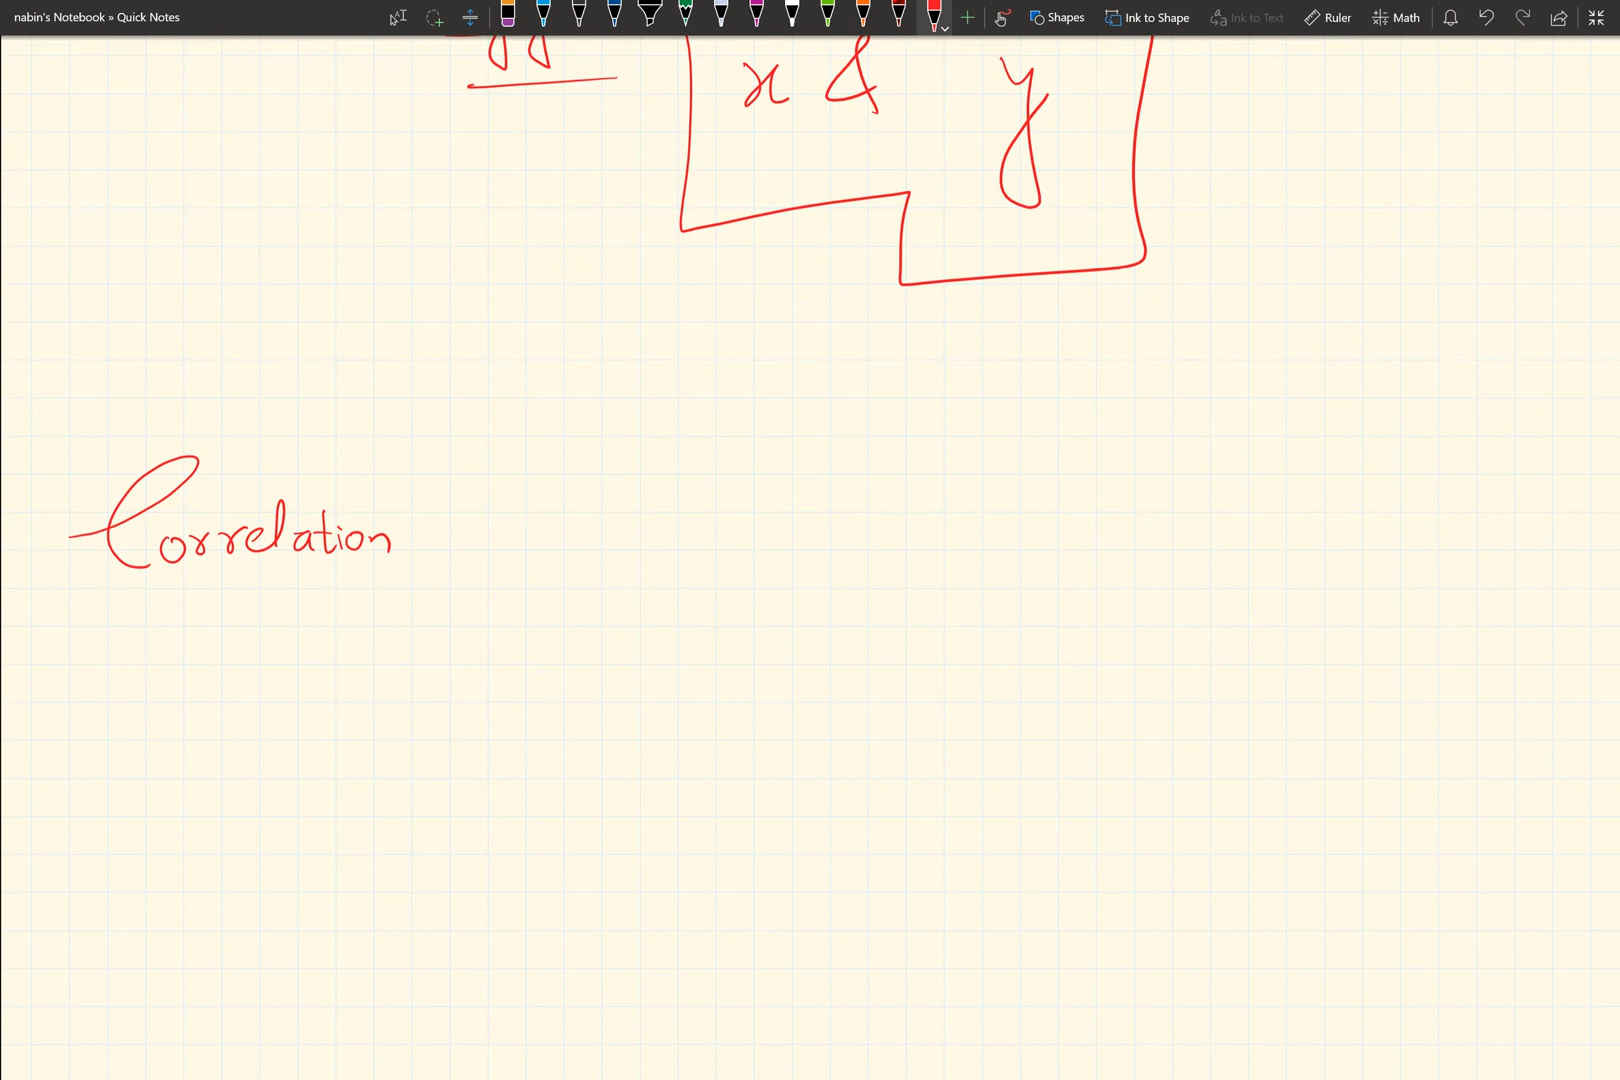 nabin's Notebook » Quick Notes
Shapes
Ink to Shape
Ink to Text
Ruler
Math
x & y
Correlation